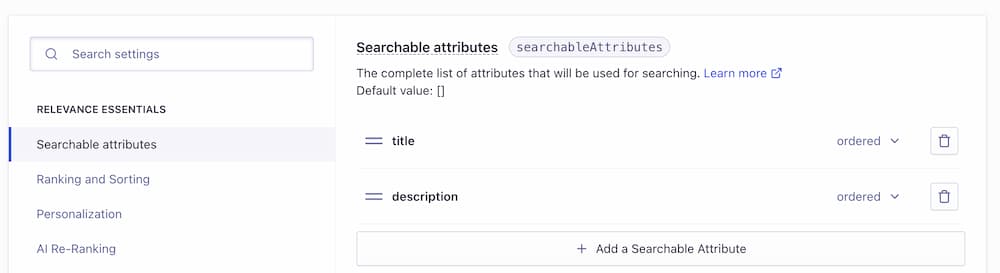 Search settings
RELEVANCE ESSENTIALS
Searchable attributes
Ranking and Sorting
Personalization
AI Re-Ranking
Searchable attributes searchableAttributes
The complete list of attributes that will be used for searching. Learn more
Default value: []
title ordered
description ordered
Add a Searchable Attribute